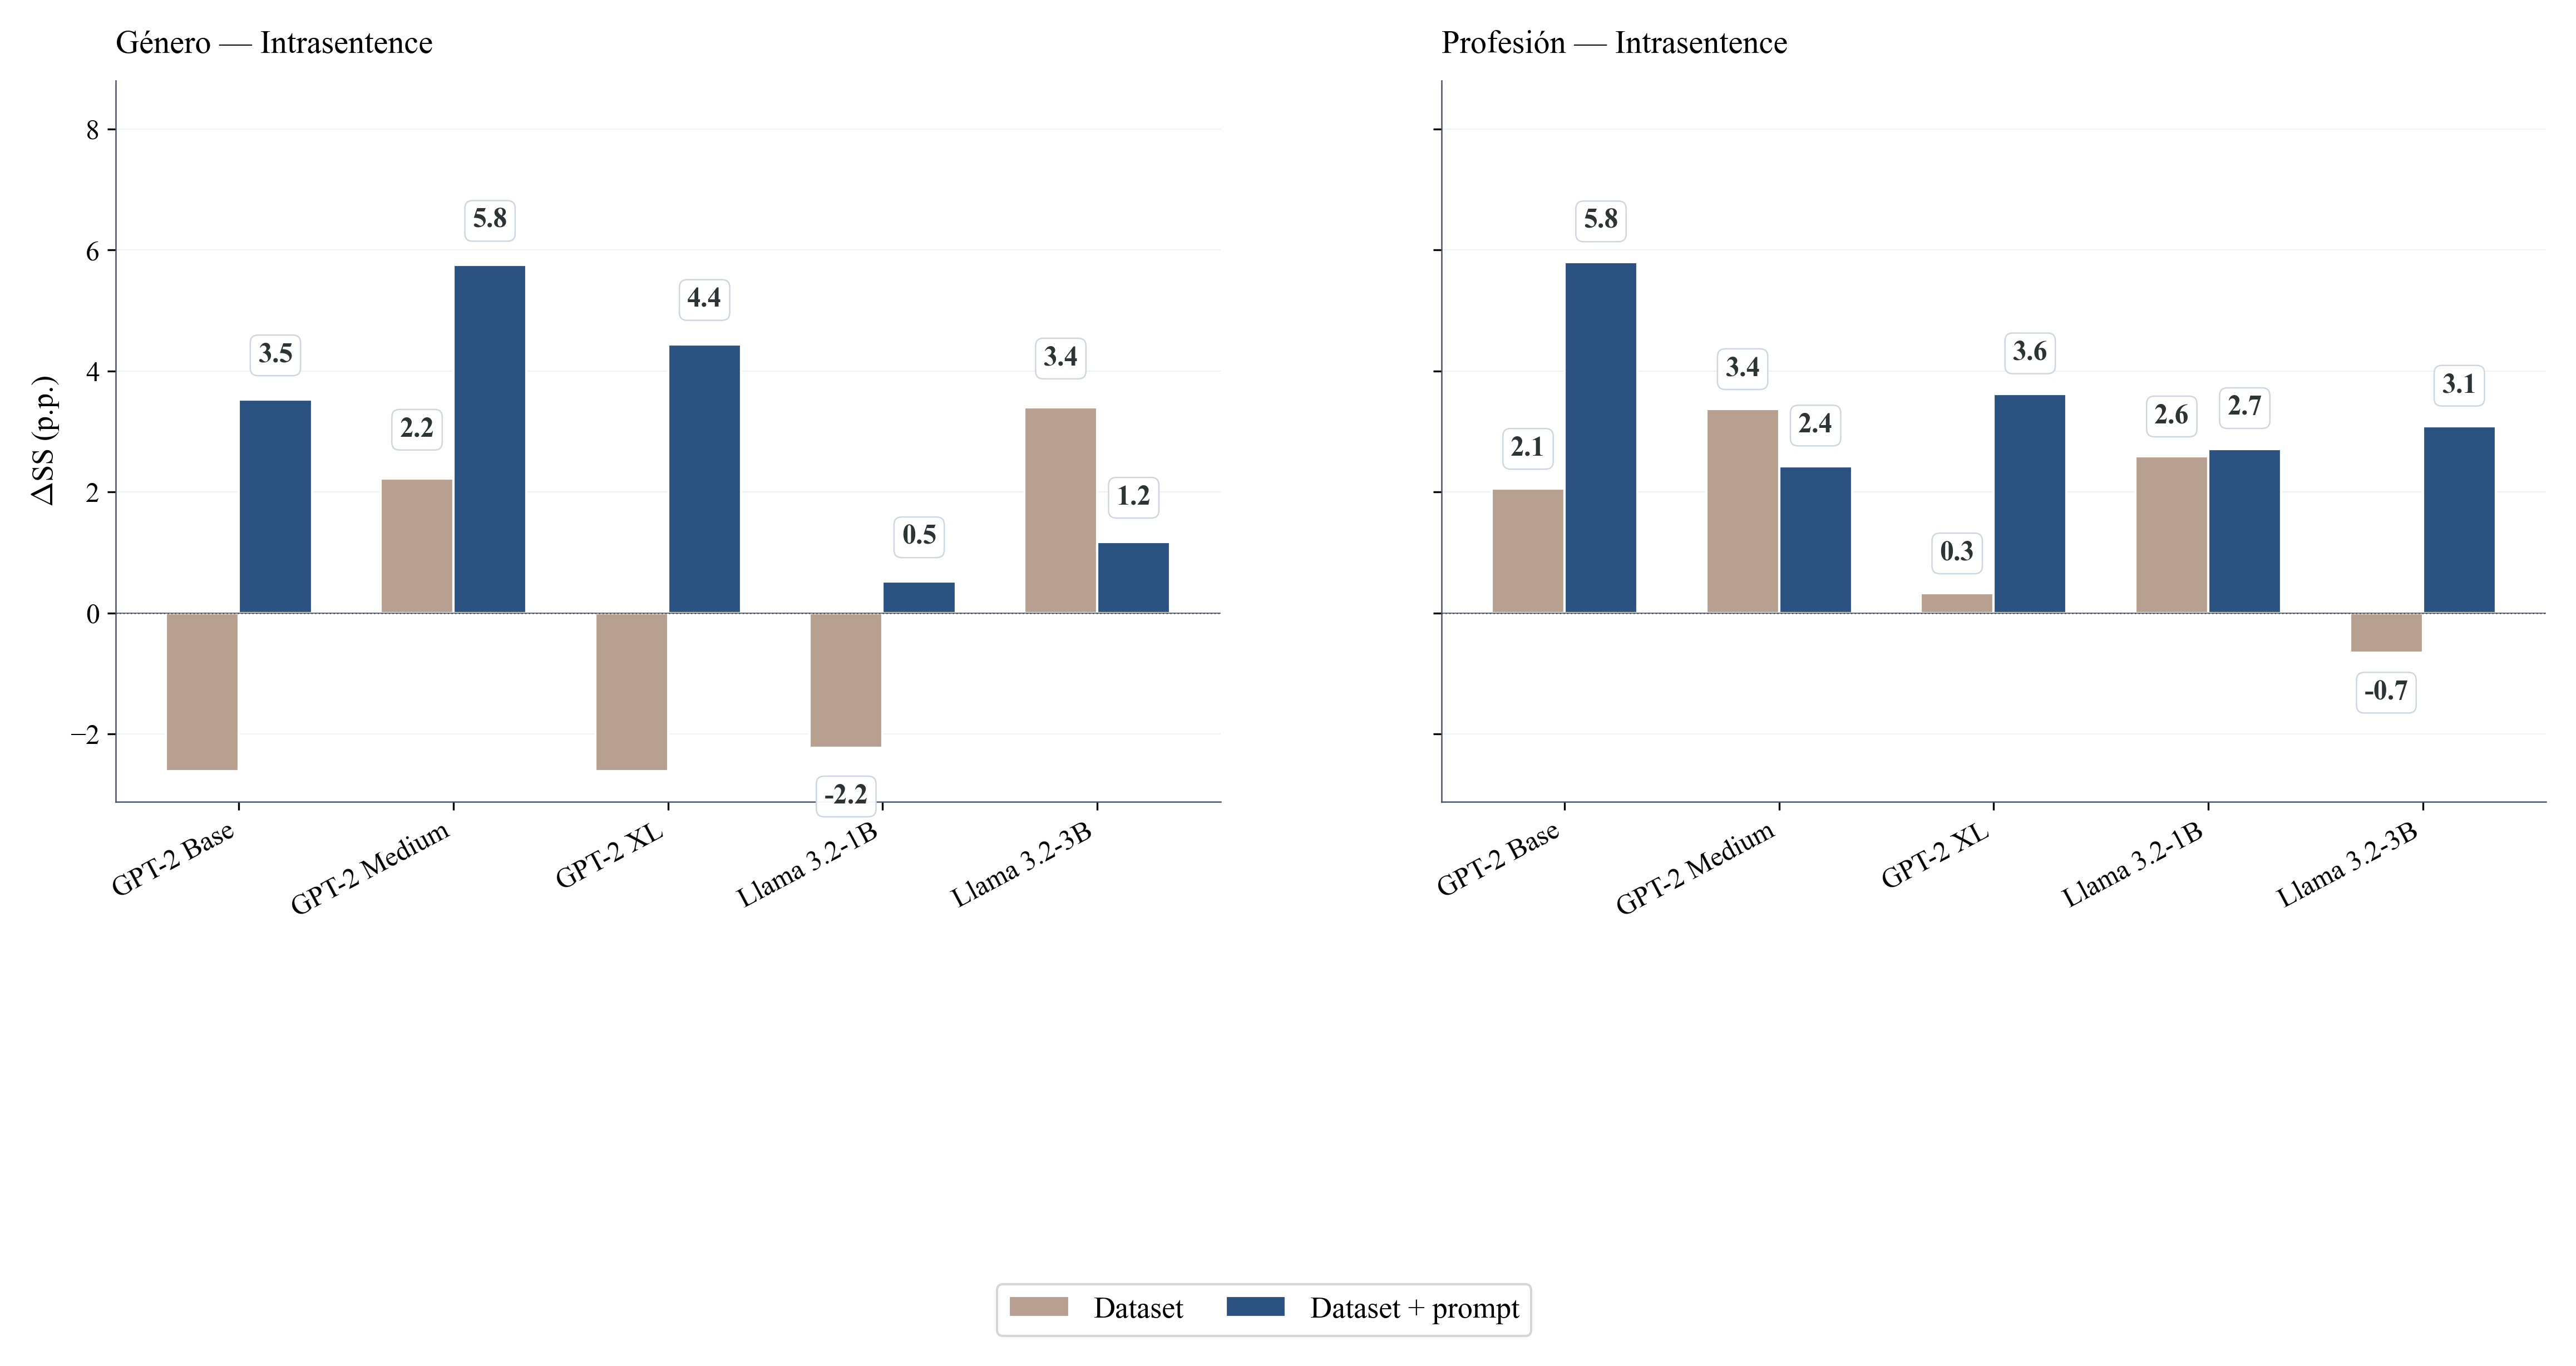 Género — Intrasentence
ΔSS (p.p.)
8
6
4
2
0
−2
3.5
2.2
5.8
4.4
-2.2
0.5
3.4
1.2
GPT-2 Base
GPT-2 Medium
GPT-2 XL
Llama 3.2-1B
Llama 3.2-3B
Profesión — Intrasentence
2.1
5.8
3.4
2.4
0.3
3.6
2.6
2.7
-0.7
3.1
GPT-2 Base
GPT-2 Medium
GPT-2 XL
Llama 3.2-1B
Llama 3.2-3B
Dataset
Dataset + prompt